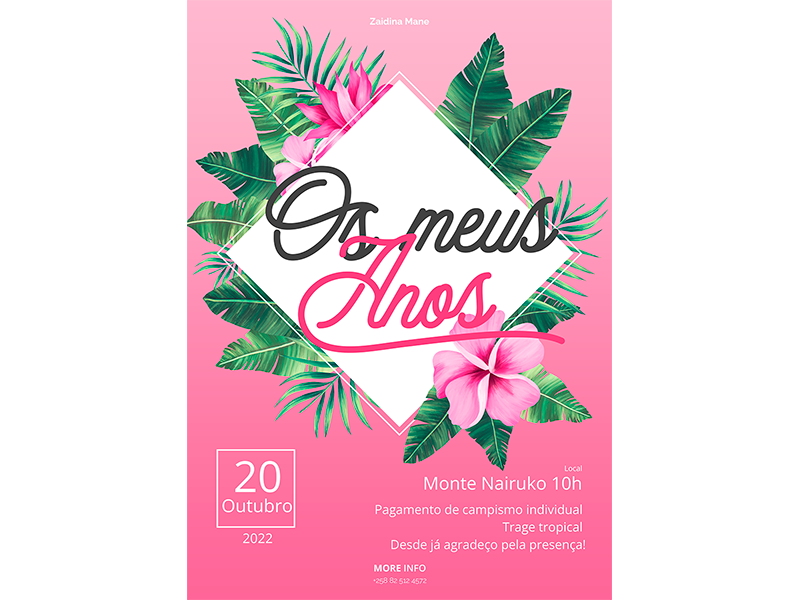 Zaidina Mane
Os meus
Anos
20
Outubro
2022
Local
Monte Nairuko 10h
Pagamento de campismo individual
Trage tropical
Desde já agradeço pela presença!
MORE INFO
+258 82 512 4572